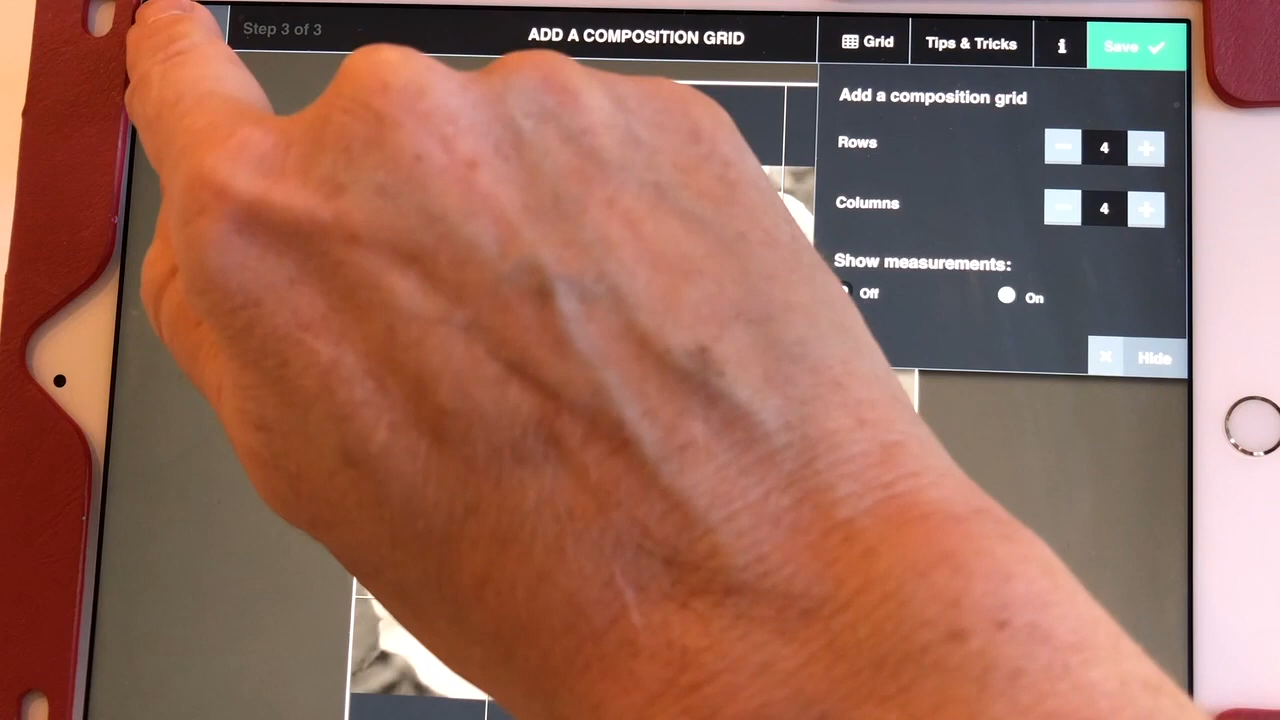 Step 3 of 3
ADD A COMPOSITION GRID
Grid
Tips & Tricks
i
Save
Add a composition grid
Rows
4
Columns
4
Show measurements:
Off
On
Hide